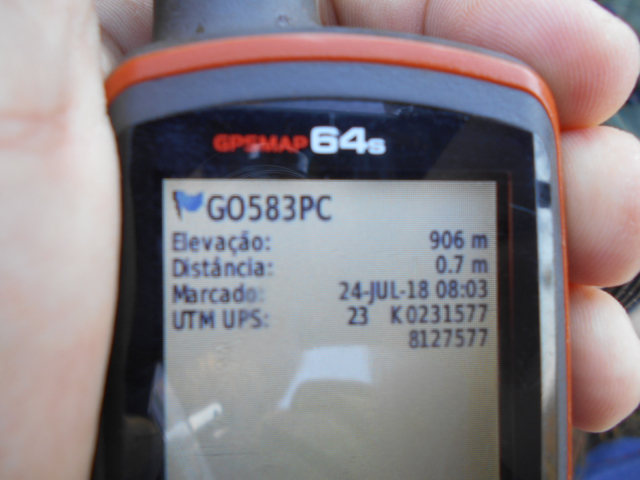 GPSMAP 64s
GO583PC
Elevação: 906 m
Distância: 0.7 m
Marcado: 24-JUL-18 08:03
UTM UPS: 23 K 0231577
8127577